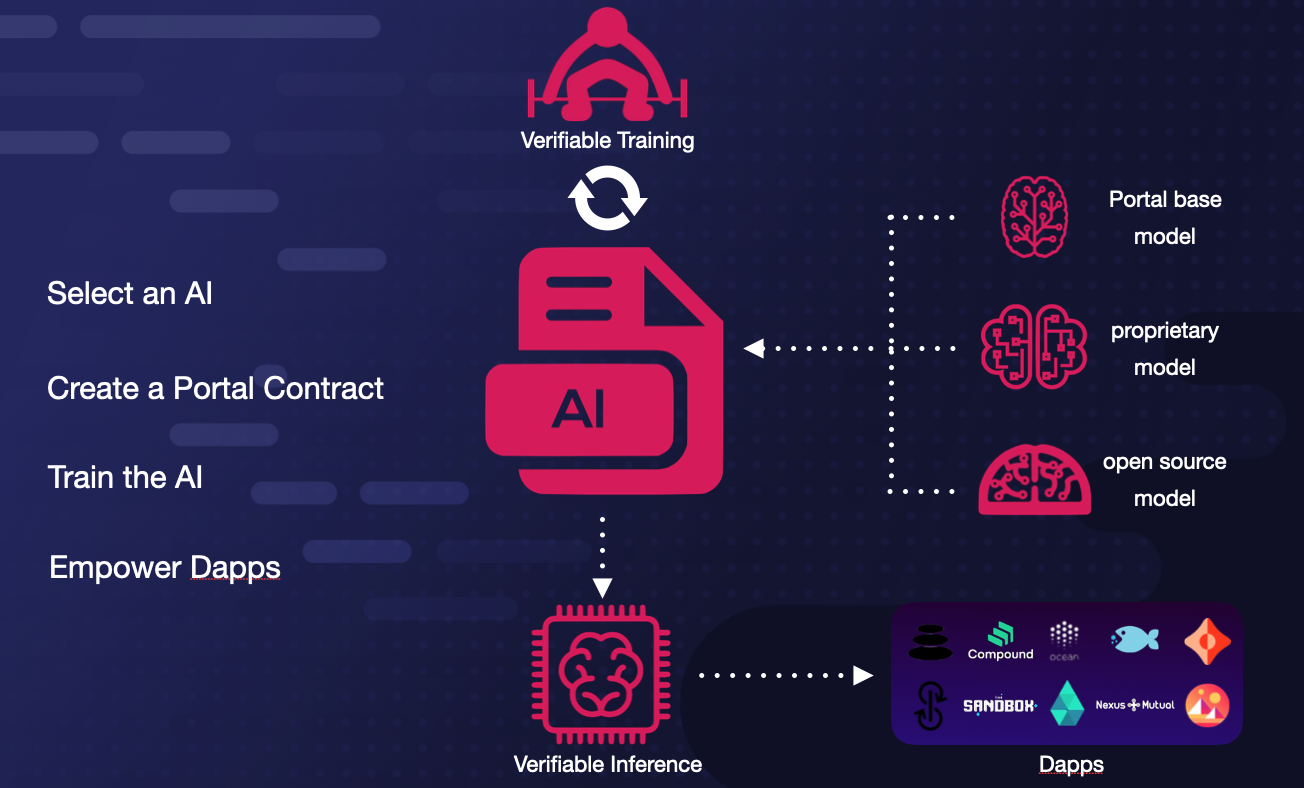 Verifiable Training
Select an AI
Create a Portal Contract
Train the AI
Empower Dapps
AI
Portal base
model
proprietary
model
open source
model
Verifiable Inference
Compound
ocean
THE
SANDBOX
NEXUS MUTUAL
Dapps